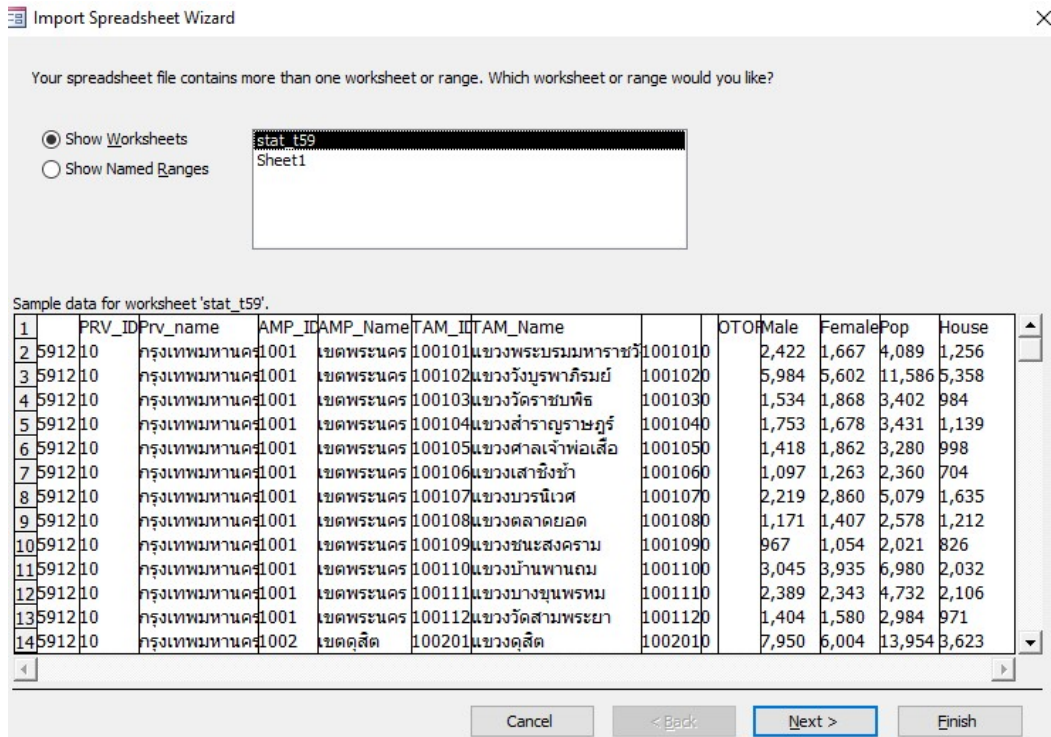 Import Spreadsheet Wizard
Your spreadsheet file contains more than one worksheet or range. Which worksheet or range would you like?
Show Worksheets
Show Named Ranges
stat_t59
Sheet1
Sample data for worksheet 'stat_t59'.
1 PRV_ID Prv_name AMP_ID AMP_Name TAM_ID TAM_Name OTOP Male Female Pop House
2 5912 10 กรุงเทพมหานคร 1001 เขตพระนคร 100101 แขวงพระบรมมหาราชวั 100101 0 2,422 1,667 4,089 1,256
3 5912 10 กรุงเทพมหานคร 1001 เขตพระนคร 100102 แขวงวังบูรพาภิรมย์ 100102 0 5,984 5,602 11,586 5,358
4 5912 10 กรุงเทพมหานคร 1001 เขตพระนคร 100103 แขวงวัดราชบพิธ 100103 0 1,534 1,868 3,402 984
5 5912 10 กรุงเทพมหานคร 1001 เขตพระนคร 100104 แขวงสำราญราษฎร์ 100104 0 1,753 1,678 3,431 1,139
6 5912 10 กรุงเทพมหานคร 1001 เขตพระนคร 100105 แขวงศาลเจ้าพ่อเสือ 100105 0 1,418 1,862 3,280 998
7 5912 10 กรุงเทพมหานคร 1001 เขตพระนคร 100106 แขวงเสาชิงช้า 100106 0 1,097 1,263 2,360 704
8 5912 10 กรุงเทพมหานคร 1001 เขตพระนคร 100107 แขวงบวรนิเวศ 100107 0 2,219 2,860 5,079 1,635
9 5912 10 กรุงเทพมหานคร 1001 เขตพระนคร 100108 แขวงตลาดยอด 100108 0 1,171 1,407 2,578 1,212
10 5912 10 กรุงเทพมหานคร 1001 เขตพระนคร 100109 แขวงชนะสงคราม 100109 0 967 1,054 2,021 826
11 5912 10 กรุงเทพมหานคร 1001 เขตพระนคร 100110 แขวงบ้านพานถม 100110 0 3,045 3,935 6,980 2,032
12 5912 10 กรุงเทพมหานคร 1001 เขตพระนคร 100111 แขวงบางขุนพรหม 100111 0 2,389 2,343 4,732 2,106
13 5912 10 กรุงเทพมหานคร 1001 เขตพระนคร 100112 แขวงวัดสามพระยา 100112 0 1,404 1,580 2,984 971
14 5912 10 กรุงเทพมหานคร 1002 เขตดุสิต 100201 แขวงดุสิต 100201 0 7,950 6,004 13,954 3,623
Cancel < Back Next > Finish